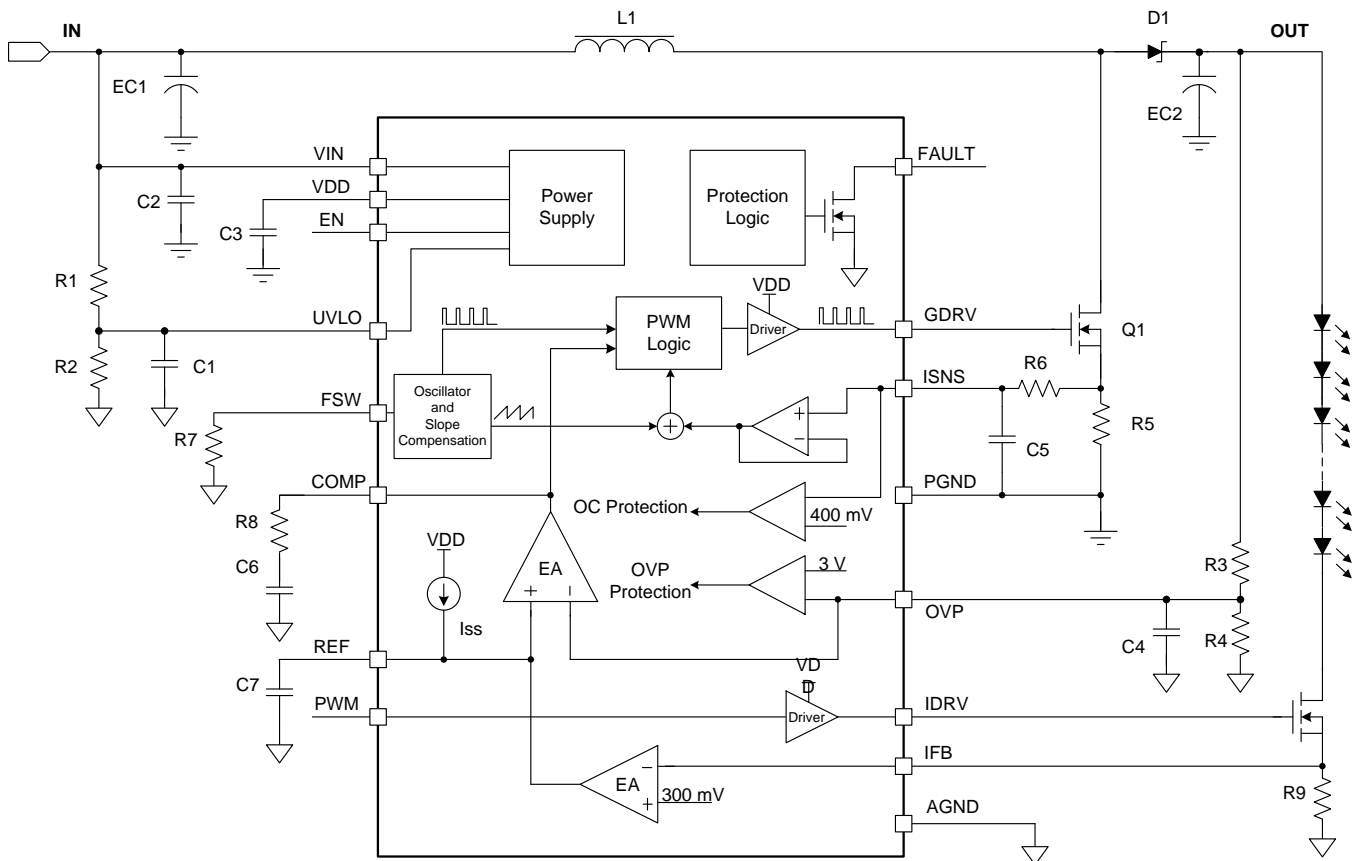 IN
L1
D1
OUT
EC1
EC2
VIN
FAULT
VDD
Power
Supply
Protection
Logic
C2
EN
C3
R1
VDD
UVLO
PWM
Logic
Driver
GDRV
Q1
R2
C1
R6
ISNS
FSW
Oscillator
and
Slope
Compensation
+
+
−
R5
R7
C5
COMP
PGND
R8
OC Protection
400 mV
VDD
EA
3 V
C6
OVP
Protection
R3
+
−
OVP
Iss
C4
R4
REF
C7
VD
D
PWM
Driver
IDRV
IFB
EA
−
+
300 mV
R9
AGND